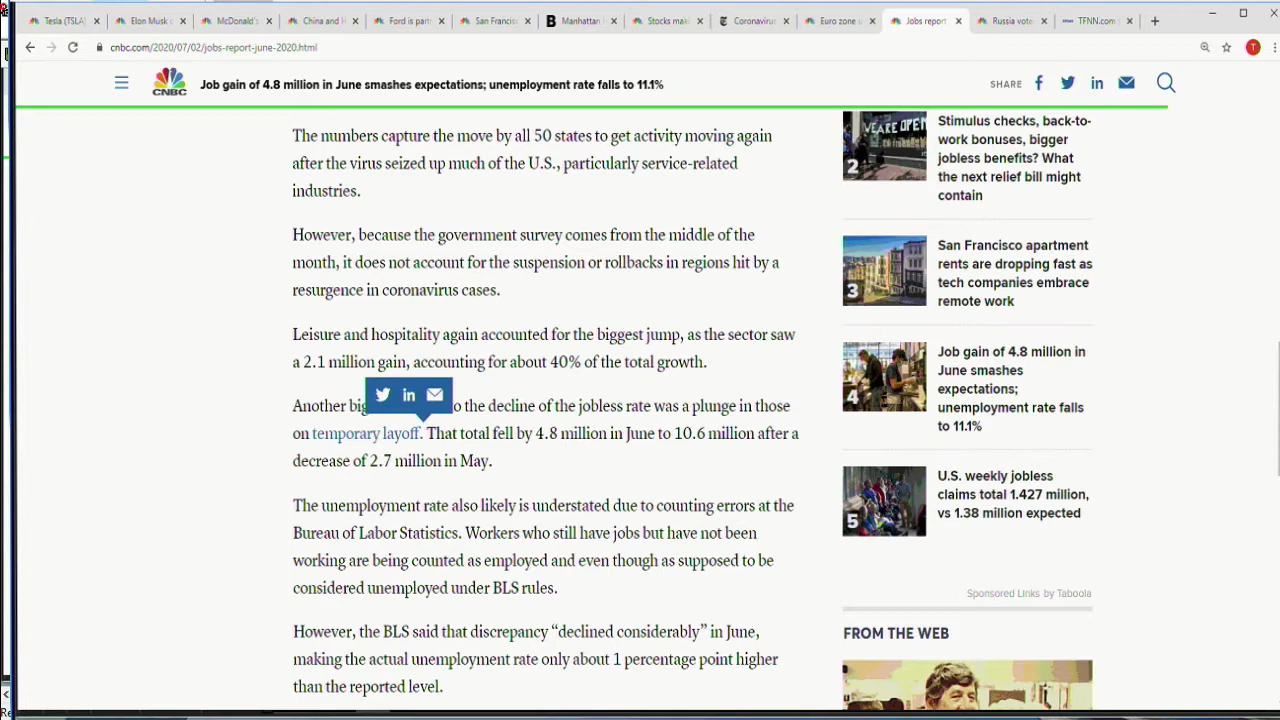 Tesla (TSLA)
Elon Musk
McDonald's
China and H
Ford is part
San Francisc
Manhattan
Stocks mak
Coronavirus
Euro zone u
Jobs report
Russia vote
TFNN.com
cnbc.com/2020/07/02/jobs-report-june-2020.html
T
CNBC
Job gain of 4.8 million in June smashes expectations; unemployment rate falls to 11.1%
SHARE
The numbers capture the move by all 50 states to get activity moving again
after the virus seized up much of the U.S., particularly service-related
industries.
However, because the government survey comes from the middle of the
month, it does not account for the suspension or rollbacks in regions hit by a
resurgence in coronavirus cases.
Leisure and hospitality again accounted for the biggest jump, as the sector saw
a 2.1 million gain, accounting for about 40% of the total growth.
Another big o the decline of the jobless rate was a plunge in those
on temporary layoff. That total fell by 4.8 million in June to 10.6 million after a
decrease of 2.7 million in May.
The unemployment rate also likely is understated due to counting errors at the
Bureau of Labor Statistics. Workers who still have jobs but have not been
working are being counted as employed and even though as supposed to be
considered unemployed under BLS rules.
However, the BLS said that discrepancy “declined considerably” in June,
making the actual unemployment rate only about 1 percentage point higher
than the reported level.
WE ARE OPEN
2
Stimulus checks, back-to-
work bonuses, bigger
jobless benefits? What
the next relief bill might
contain
3
San Francisco apartment
rents are dropping fast as
tech companies embrace
remote work
4
Job gain of 4.8 million in
June smashes
expectations;
unemployment rate falls
to 11.1%
5
U.S. weekly jobless
claims total 1.427 million,
vs 1.38 million expected
Sponsored Links by Taboola
FROM THE WEB